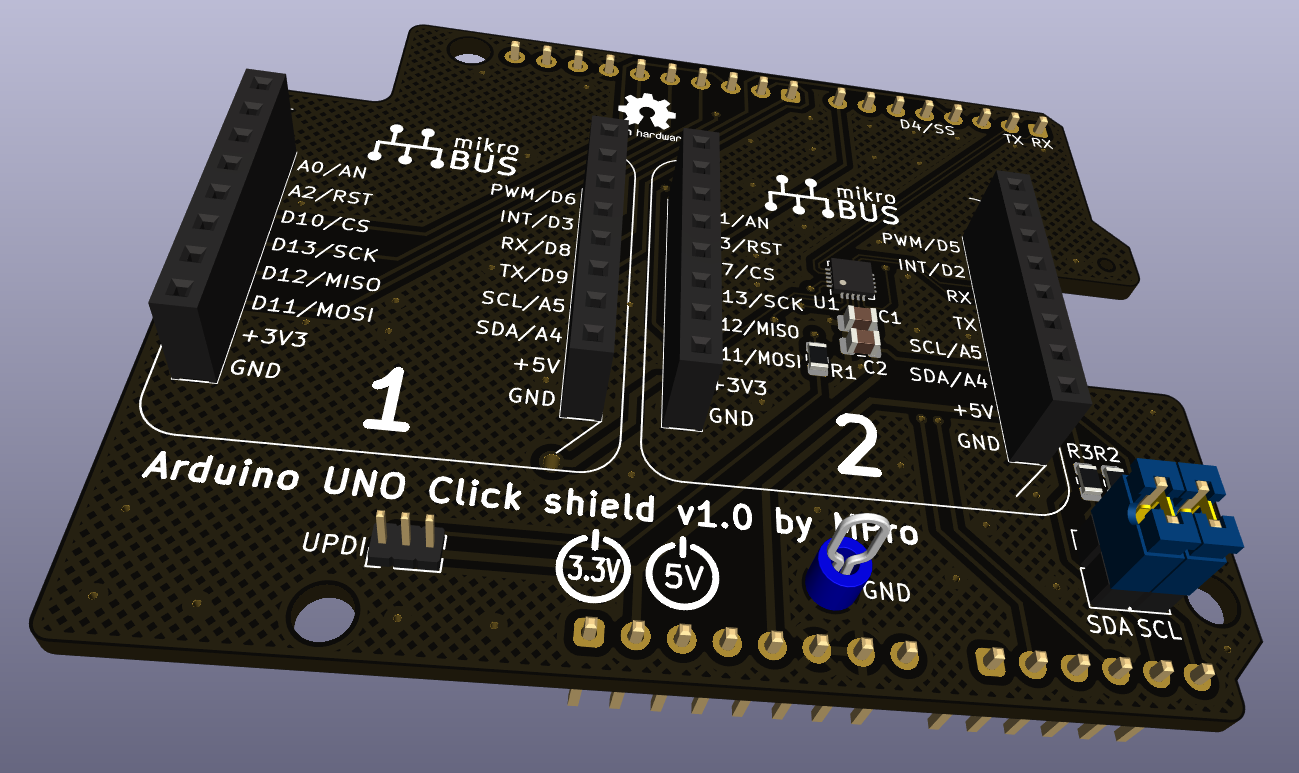 D4/SS
TX RX
hardwar
mikro
BUS
A0/AN
A2/RST
D10/CS
D13/SCK
D12/MISO
D11/MOSI
+3V3
GND
PWM/D6
INT/D3
RX/D8
TX/D9
SCL/A5
SDA/A4
+5V
GND
1
mikro
BUS
1/AN
3/RST
7/CS
13/SCK
12/MISO
11/MOSI
+3V3
GND
U1
C1
C2
R1
PWM/D5
INT/D2
RX
TX
SCL/A5
SDA/A4
+5V
GND
2
R3R2
Arduino UNO Click shield v1.0 by MPro
UPDI
3.3V
5V
GND
SDA SCL